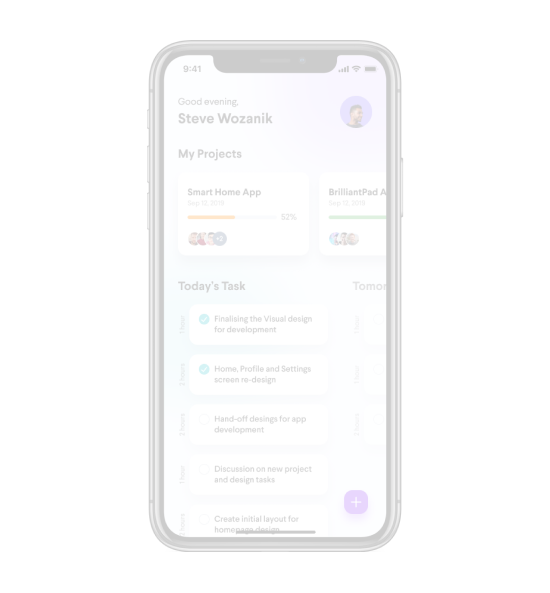 9:41
Good evening,
Steve Wozanik
My Projects
Smart Home App
Sep 12, 2018
52%
BrilliantPad A
Sep 12, 2018
Today's Task
Tomor
1 hour
Finalising the Visual design
for development
1 hour
2 hours
Home, Profile and Settings
screen re-design
1 hour
2 hours
Hand-off desings for app
development
2 hours
1 hour
Discussion on new project
and design tasks
Create initial layout for
homepage design